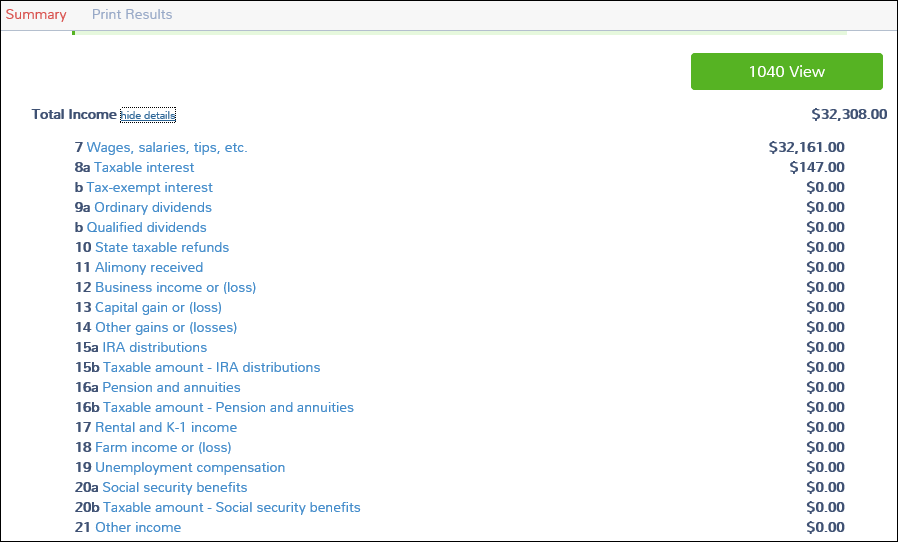 Summary Print Results
1040 View
Total Income hide details $32,308.00
7 Wages, salaries, tips, etc. $32,161.00
8a Taxable interest $147.00
b Tax-exempt interest $0.00
9a Ordinary dividends $0.00
b Qualified dividends $0.00
10 State taxable refunds $0.00
11 Alimony received $0.00
12 Business income or (loss) $0.00
13 Capital gain or (loss) $0.00
14 Other gains or (losses) $0.00
15a IRA distributions $0.00
15b Taxable amount - IRA distributions $0.00
16a Pension and annuities $0.00
16b Taxable amount - Pension and annuities $0.00
17 Rental and K-1 income $0.00
18 Farm income or (loss) $0.00
19 Unemployment compensation $0.00
20a Social security benefits $0.00
20b Taxable amount - Social security benefits $0.00
21 Other income $0.00